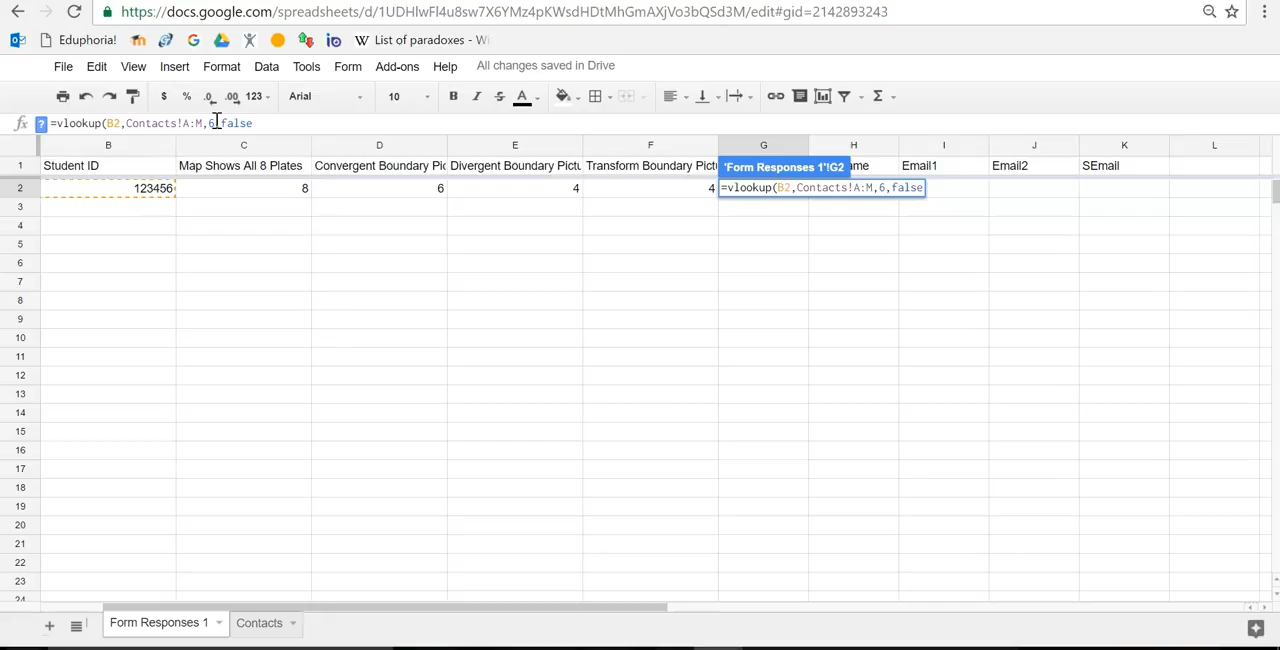 https://docs.google.com/spreadsheets/d/1UDHlwFl4u8sw7X6YMz4pKWsdHDtMhGmAXjVo3bQSd3M/edit#gid=2142893243
Eduphoria! List of paradoxes - W
File Edit View Insert Format Data Tools Form Add-ons Help All changes saved in Drive
$ % .0 .00 123 Arial 10 B I S A Σ
fx ? =vlookup(B2,Contacts!A:M,6,false
B C D E F G H I J K L
1 Student ID Map Shows All 8 Plates Convergent Boundary Pic Divergent Boundary Pictu Transform Boundary Pictu 'Form Responses 1'!G2 ame Email1 Email2 SEmail
2 123456 8 6 4 4 =vlookup(B2,Contacts!A:M,6,false
3
4
5
6
7
8
9
10
11
12
13
14
15
16
17
18
19
20
21
22
23
24
Form Responses 1 Contacts